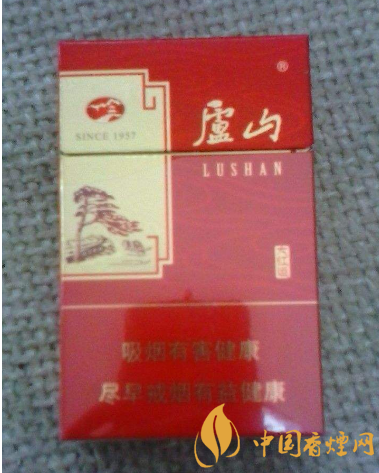 ®
廬山
SINCE 1957
LUSHAN
吸烟有害健康
尽早戒烟有益健康
中国香烟网